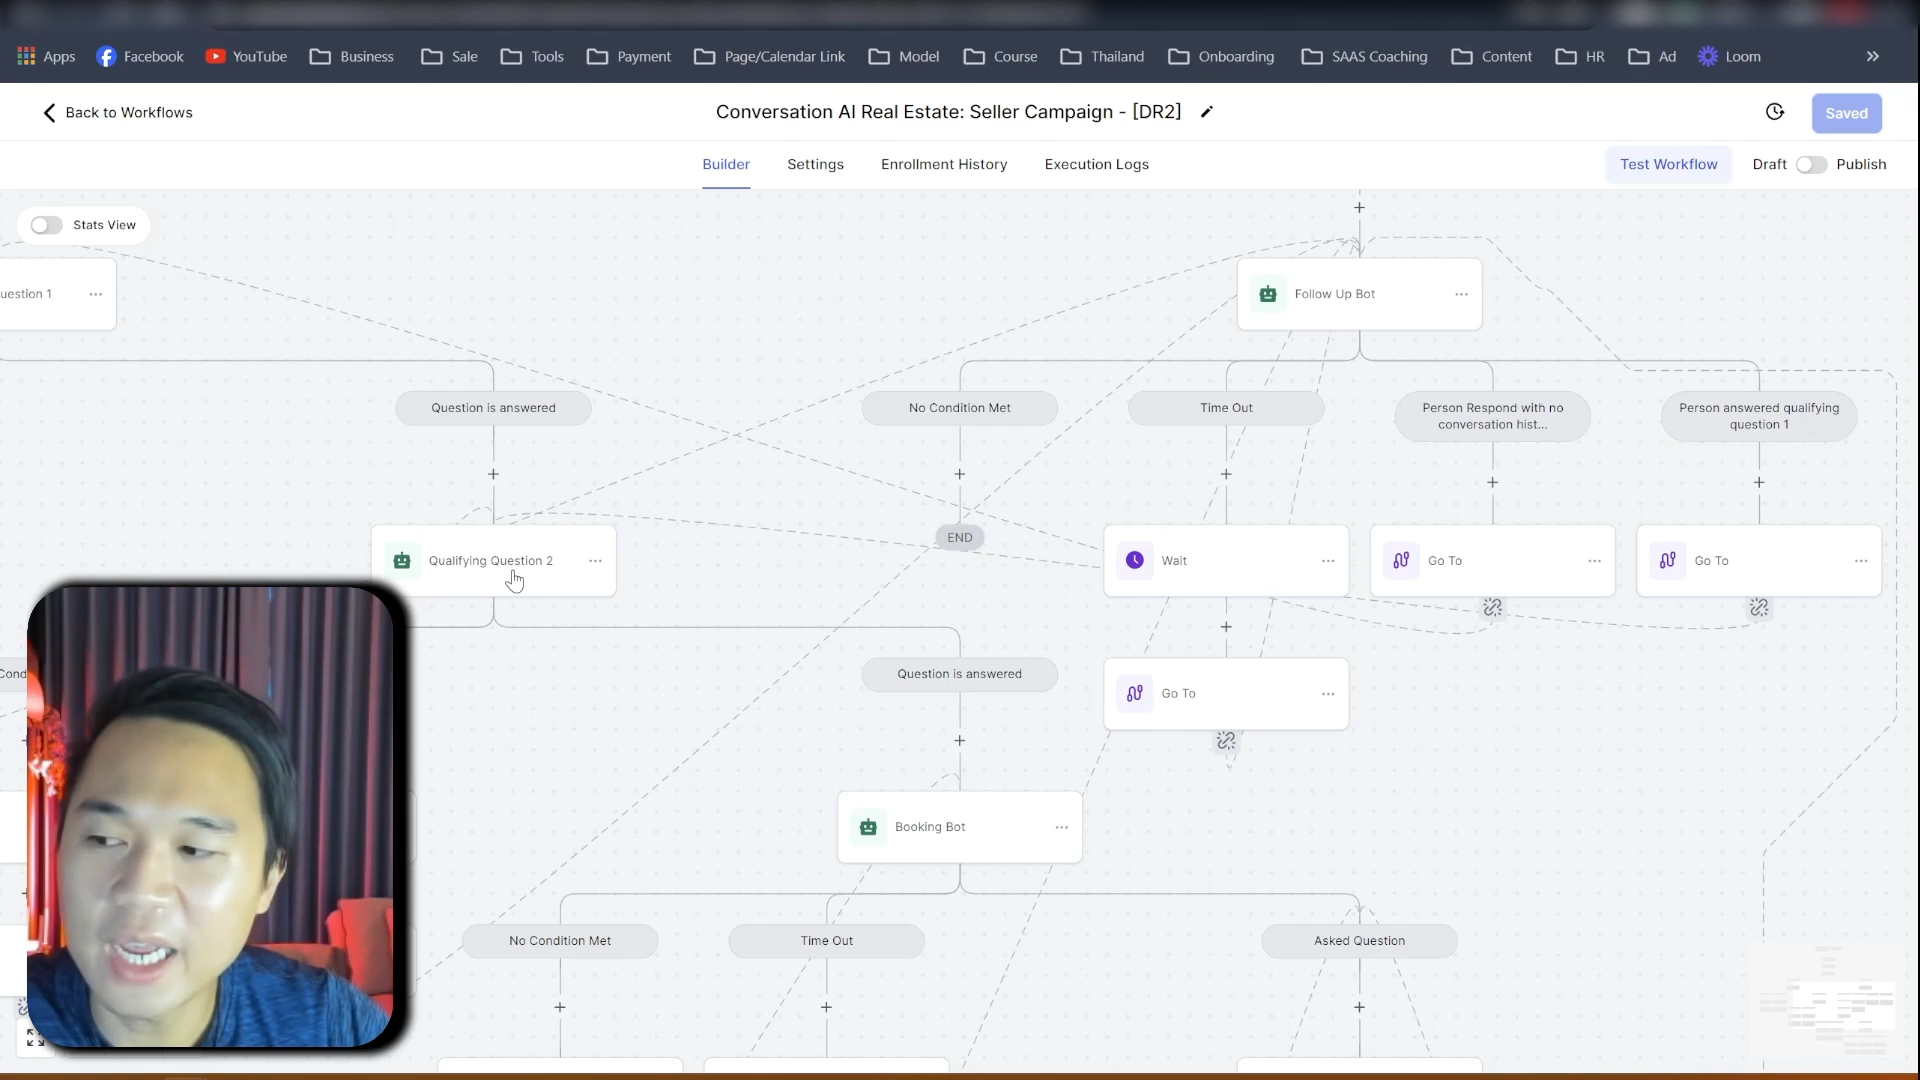 Apps
Facebook
YouTube
Business
Sale
Tools
Payment
Page/Calendar Link
Model
Course
Thailand
Onboarding
SAAS Coaching
Content
HR
Ad
Loom
Back to Workflows
Conversation AI Real Estate: Seller Campaign - [DR2]
Saved
Builder
Settings
Enrollment History
Execution Logs
Test Workflow
Draft
Publish
Stats View
uestion 1
Follow Up Bot
Question is answered
No Condition Met
Time Out
Person Respond with no
conversation hist...
Person answered qualifying
question 1
Qualifying Question 2
END
Wait
Go To
Go To
Cond
Question is answered
Go To
Booking Bot
No Condition Met
Time Out
Asked Question